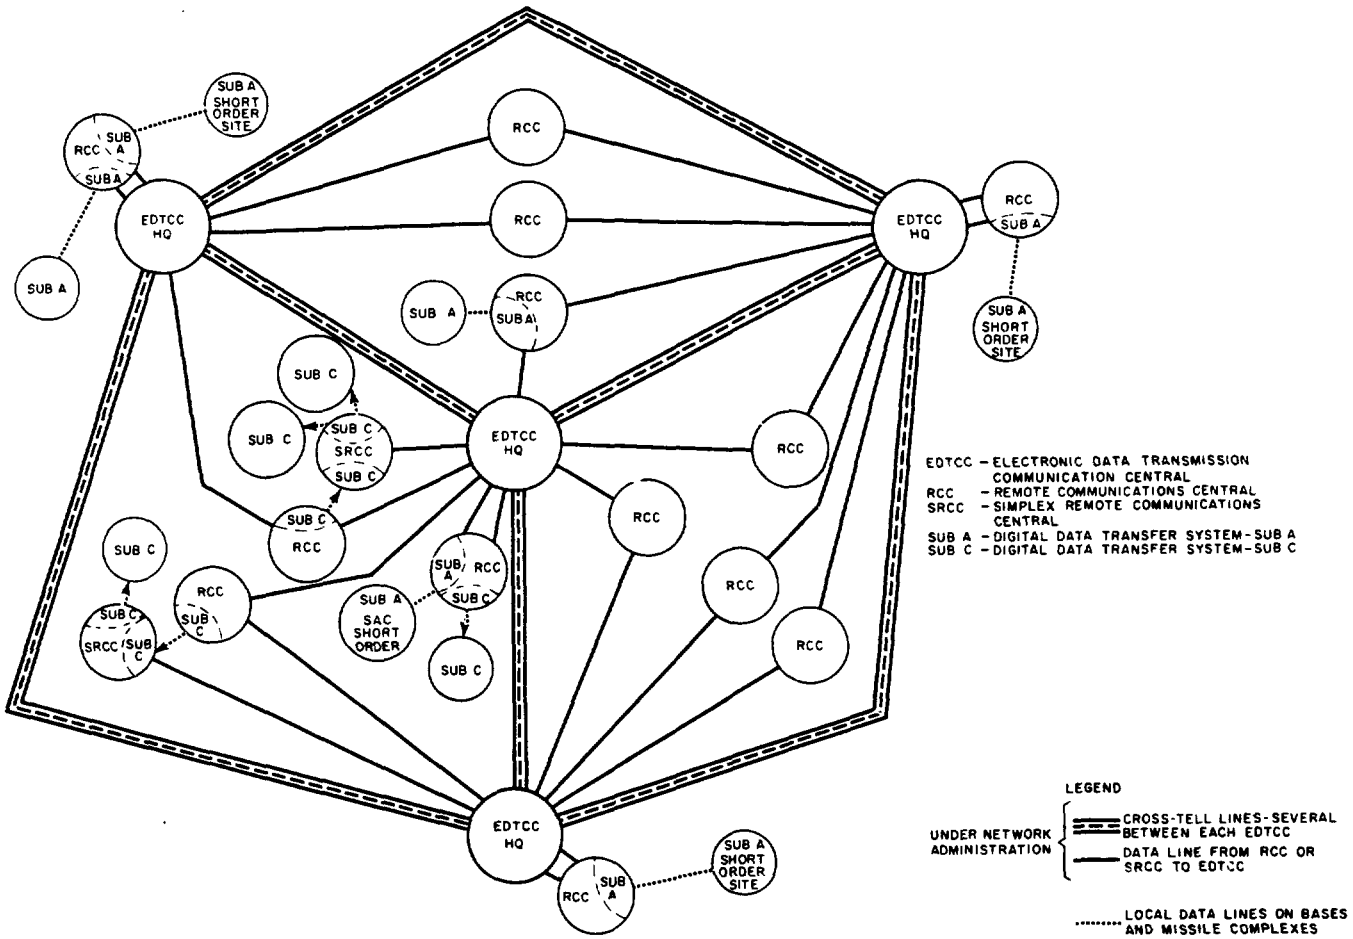 SUB A
SHORT
ORDER
SITE
RCC
SUB
A
SUB A
EDTCC
HQ
SUB A
RCC
RCC
SUB A
RCC
SUB A
EDTCC
HQ
RCC
SUB A
SUB A
SHORT
ORDER
SITE
SUB C
SUB C
SUB C
SRCC
SUB C
SUB C
RCC
EDTCC
HQ
RCC
RCC
RCC
RCC
SUB C
RCC
SUB
C
SUB C
SRCC
SUB
C
SUB
A
RCC
SUB C
SUB A
SAC
SHORT
ORDER
SUB C
EDTCC
HQ
RCC
SUB
A
SUB A
SHORT
ORDER
SITE
EDTCC – ELECTRONIC DATA TRANSMISSION
COMMUNICATION CENTRAL
RCC – REMOTE COMMUNICATIONS CENTRAL
SRCC – SIMPLEX REMOTE COMMUNICATIONS
CENTRAL
SUB A – DIGITAL DATA TRANSFER SYSTEM-SUB A
SUB C – DIGITAL DATA TRANSFER SYSTEM-SUB C
LEGEND
UNDER NETWORK
ADMINISTRATION
CROSS-TELL LINES-SEVERAL
BETWEEN EACH EDTCC
DATA LINE FROM RCC OR
SRCC TO EDTCC
LOCAL DATA LINES ON BASES
AND MISSILE COMPLEXES